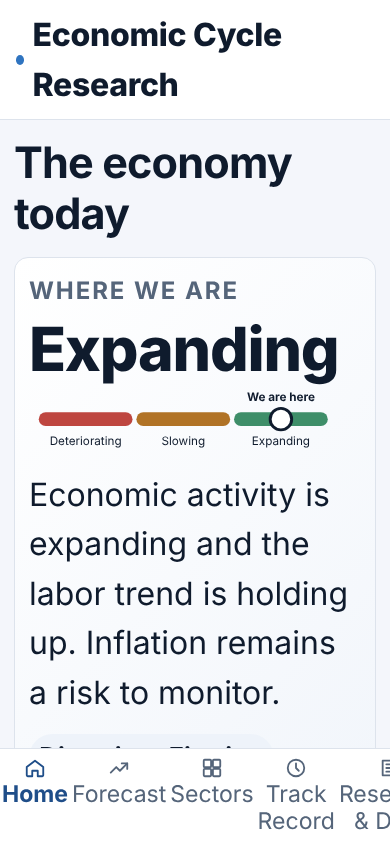 Economic Cycle
Research
The economy
today
WHERE WE ARE
Expanding
We are here
Deteriorating Slowing Expanding
Economic activity is
expanding and the
labor trend is holding
up. Inflation remains
a risk to monitor.
Home Forecast Sectors Track
Record